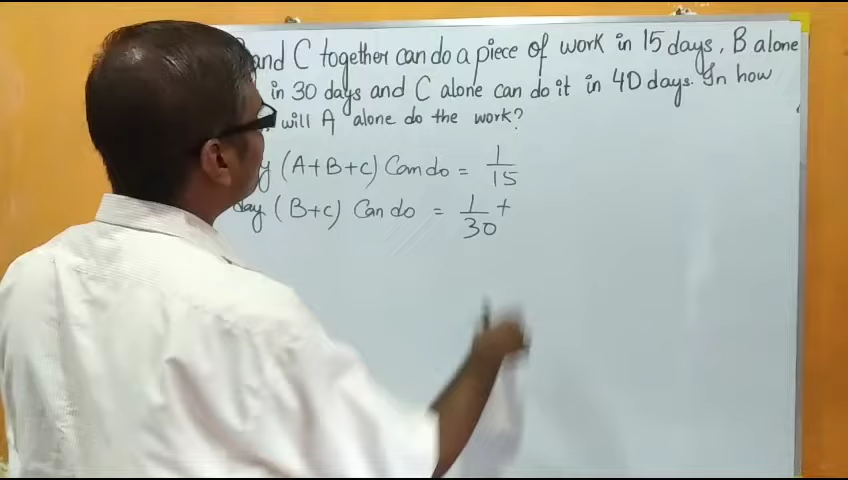 and C together can do a piece of work in 15 days, B alone
in 30 days and C alone can do it in 40 days. In how
will A alone do the work?
y (A+B+C) Can do = 1/15
day (B+C) Can do = 1/30 +